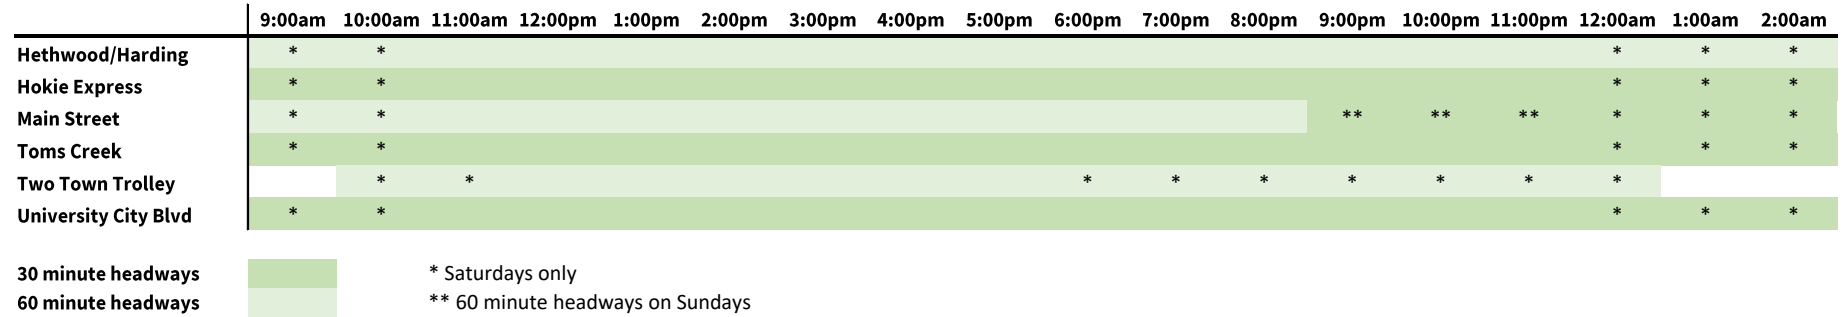 9:00am 10:00am 11:00am 12:00pm 1:00pm 2:00pm 3:00pm 4:00pm 5:00pm 6:00pm 7:00pm 8:00pm 9:00pm 10:00pm 11:00pm 12:00am 1:00am 2:00am
Hethwood/Harding * * * * *
Hokie Express * * * * *
Main Street * * ** ** ** * * *
Toms Creek * * * * *
Two Town Trolley * * * * * * * * *
University City Blvd * * * * *
30 minute headways * Saturdays only
60 minute headways ** 60 minute headways on Sundays